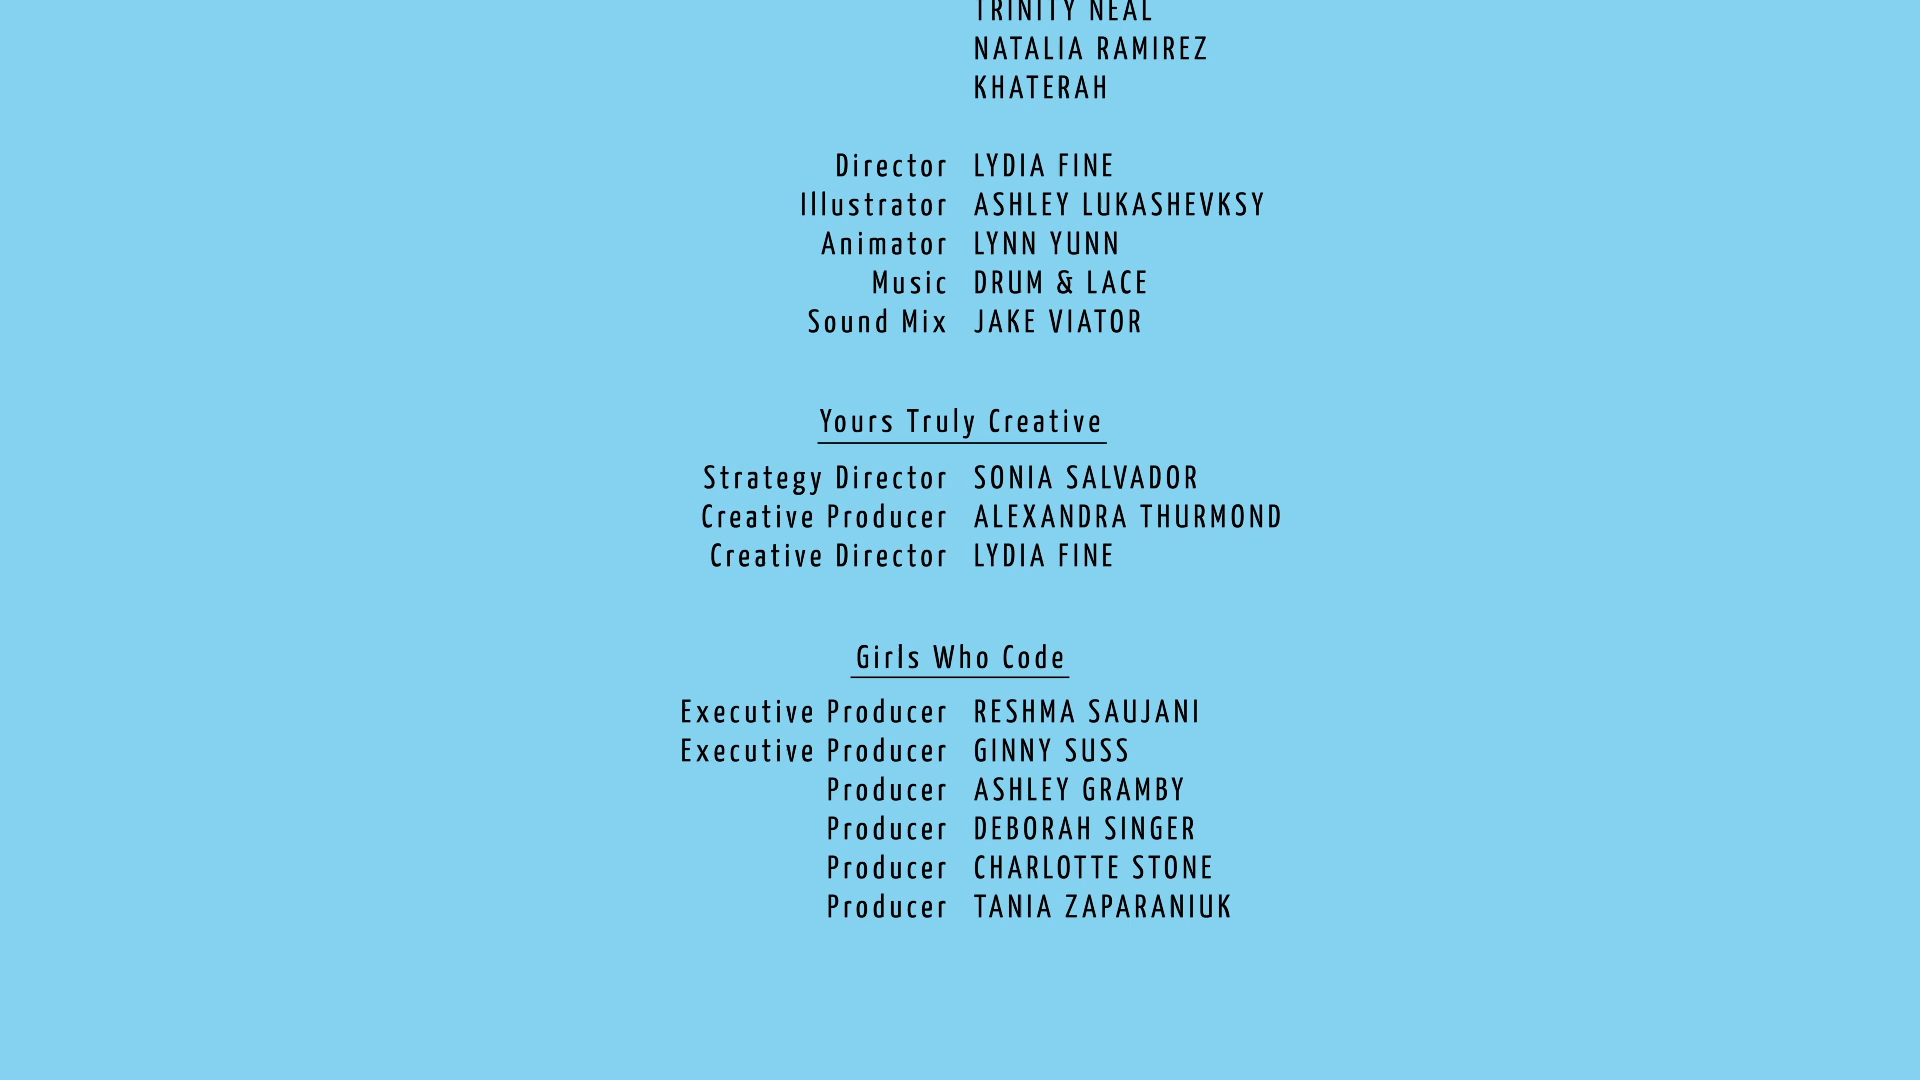 TRINITY NEAL
NATALIA RAMIREZ
KHATERAH
Director LYDIA FINE
Illustrator ASHLEY LUKASHEVKSY
Animator LYNN YUNN
Music DRUM & LACE
Sound Mix JAKE VIATOR
Yours Truly Creative
Strategy Director SONIA SALVADOR
Creative Producer ALEXANDRA THURMOND
Creative Director LYDIA FINE
Girls Who Code
Executive Producer RESHMA SAUJANI
Executive Producer GINNY SUSS
Producer ASHLEY GRAMBY
Producer DEBORAH SINGER
Producer CHARLOTTE STONE
Producer TANIA ZAPARANIUK